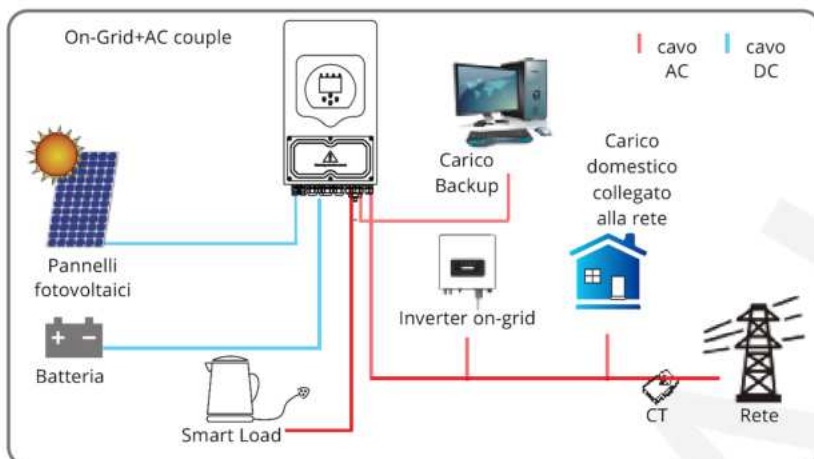 On-Grid+AC couple
cavo
AC
cavo
DC
Carico
Backup
Carico
domestico
collegato
alla rete
Pannelli
fotovoltaici
Inverter on-grid
Batteria
Smart Load
CT
Rete